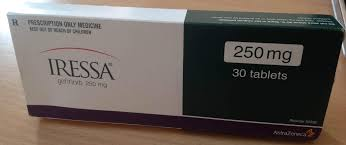 R PRESCRIPTION ONLY MEDICINE
KEEP OUT OF REACH OF CHILDREN
IRESSA®
gefitinib 250 mg
250 mg
30 tablets
AstraZeneca